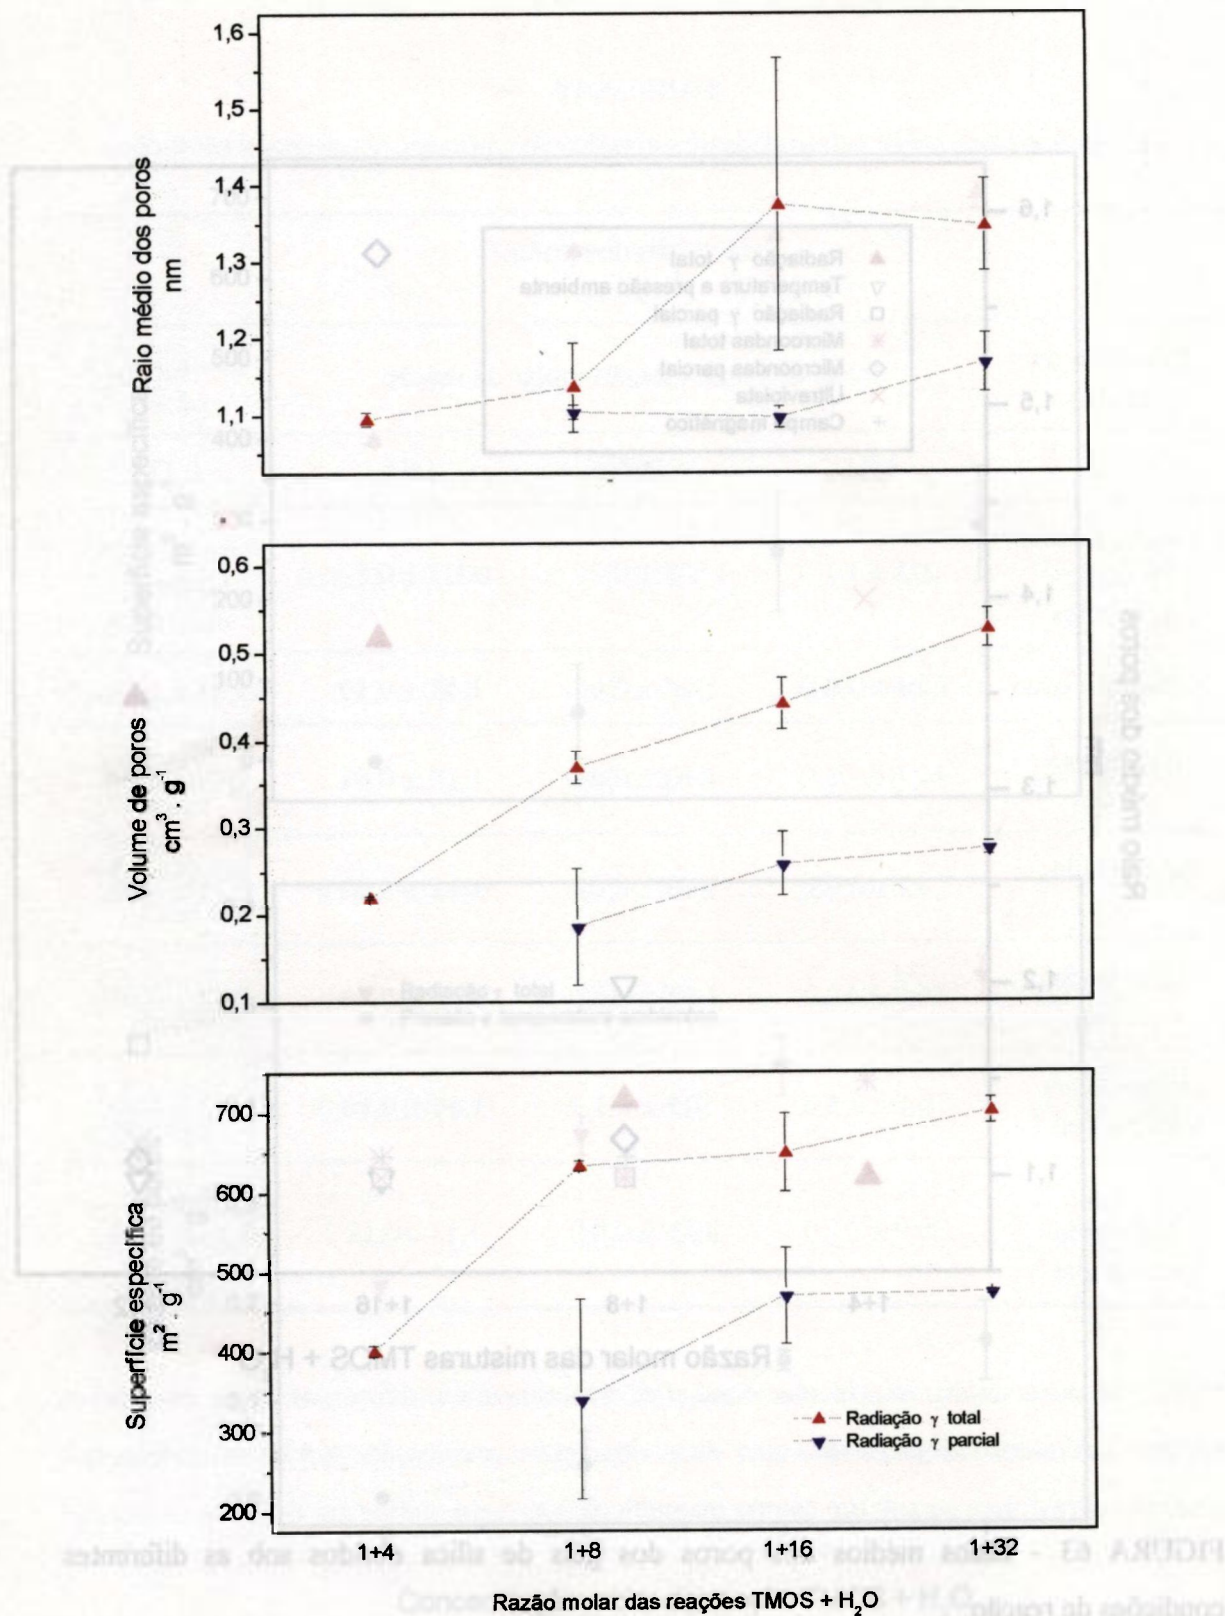 1,6
1,5
1,4
1,3
1,2
1,1
Raio médio dos poros
nm
0,6
0,5
0,4
0,3
0,2
0,1
Volume de poros
cm³ . g⁻¹
700
600
500
400
300
200
Superfície específica
m² . g⁻¹
Radiação γ total
Radiação γ parcial
1+4
1+8
1+16
1+32
Razão molar das reações TMOS + H₂O